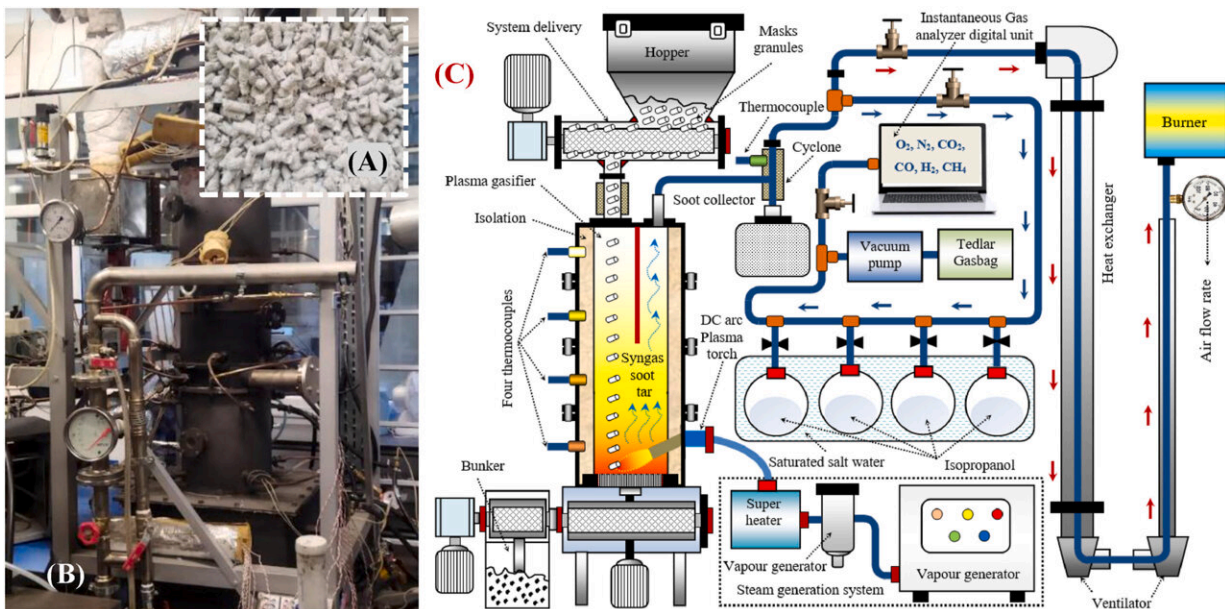 (A)
(B)
(C)
System delivery
Hopper
Masks
granules
Instantaneous Gas
analyzer digital unit
Thermocouple
O₂, N₂, CO₂,
CO, H₂, CH₄
Burner
Cyclone
Plasma gasifier
Soot collector
Isolation
Vacuum
pump
Tedlar
Gasbag
Heat exchanger
Air flow rate
DC arc
Plasma
torch
Four thermocouples
Syngas
soot
tar
Saturated salt water
Isopropanol
Bunker
Super
heater
Vapour generator
Steam generation system
Vapour generator
Ventilator